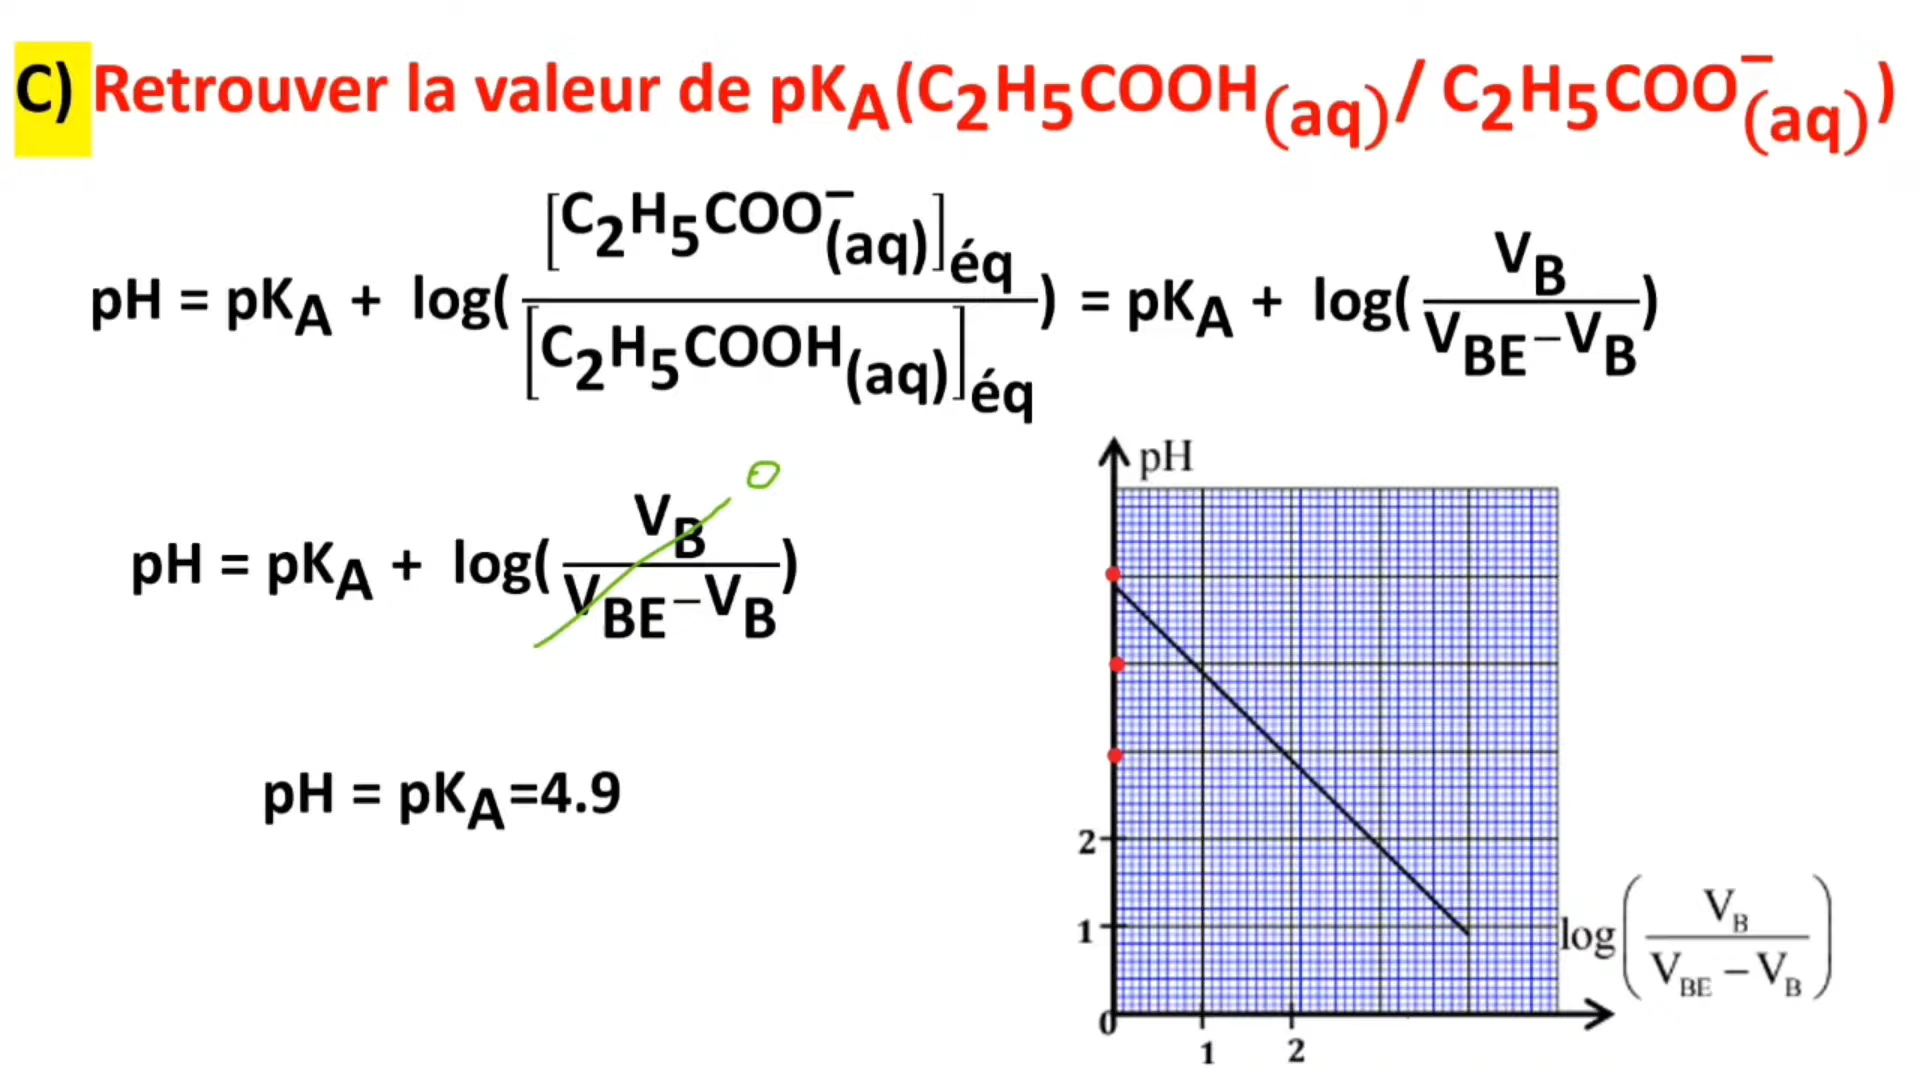 C) Retrouver la valeur de pKA(C2H5COOH(aq)/ C2H5COO−(aq))
pH = pKA + log([C2H5COO−(aq)]éq / [C2H5COOH(aq)]éq) = pKA + log(VB / VBE−VB)
pH = pKA + log(VB / VBE−VB)
0
pH = pKA=4.9
pH
2
1
0
1
2
log(VB / VBE − VB)